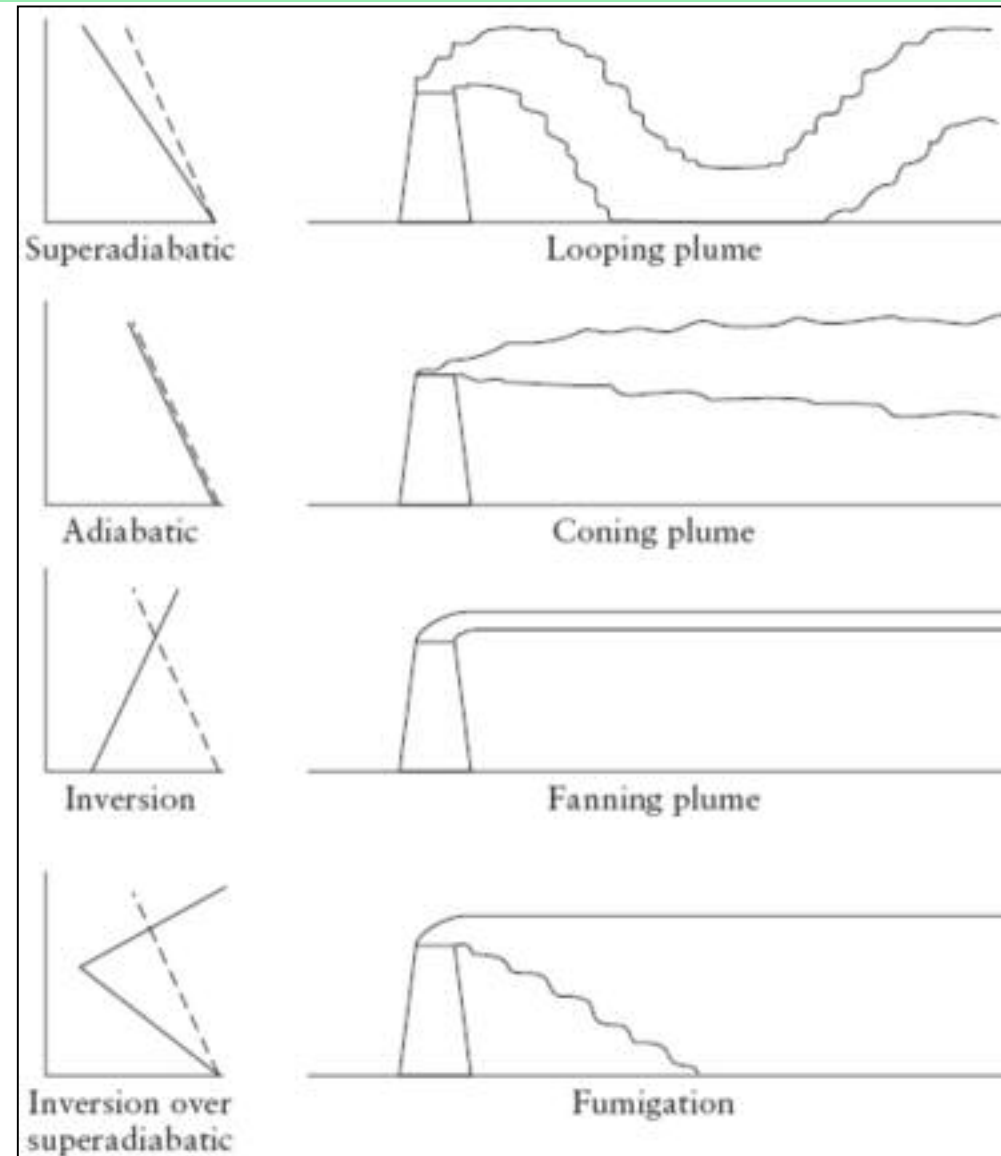 Superadiabatic
Looping plume
Adiabatic
Coning plume
Inversion
Fanning plume
Inversion over
superadiabatic
Fumigation